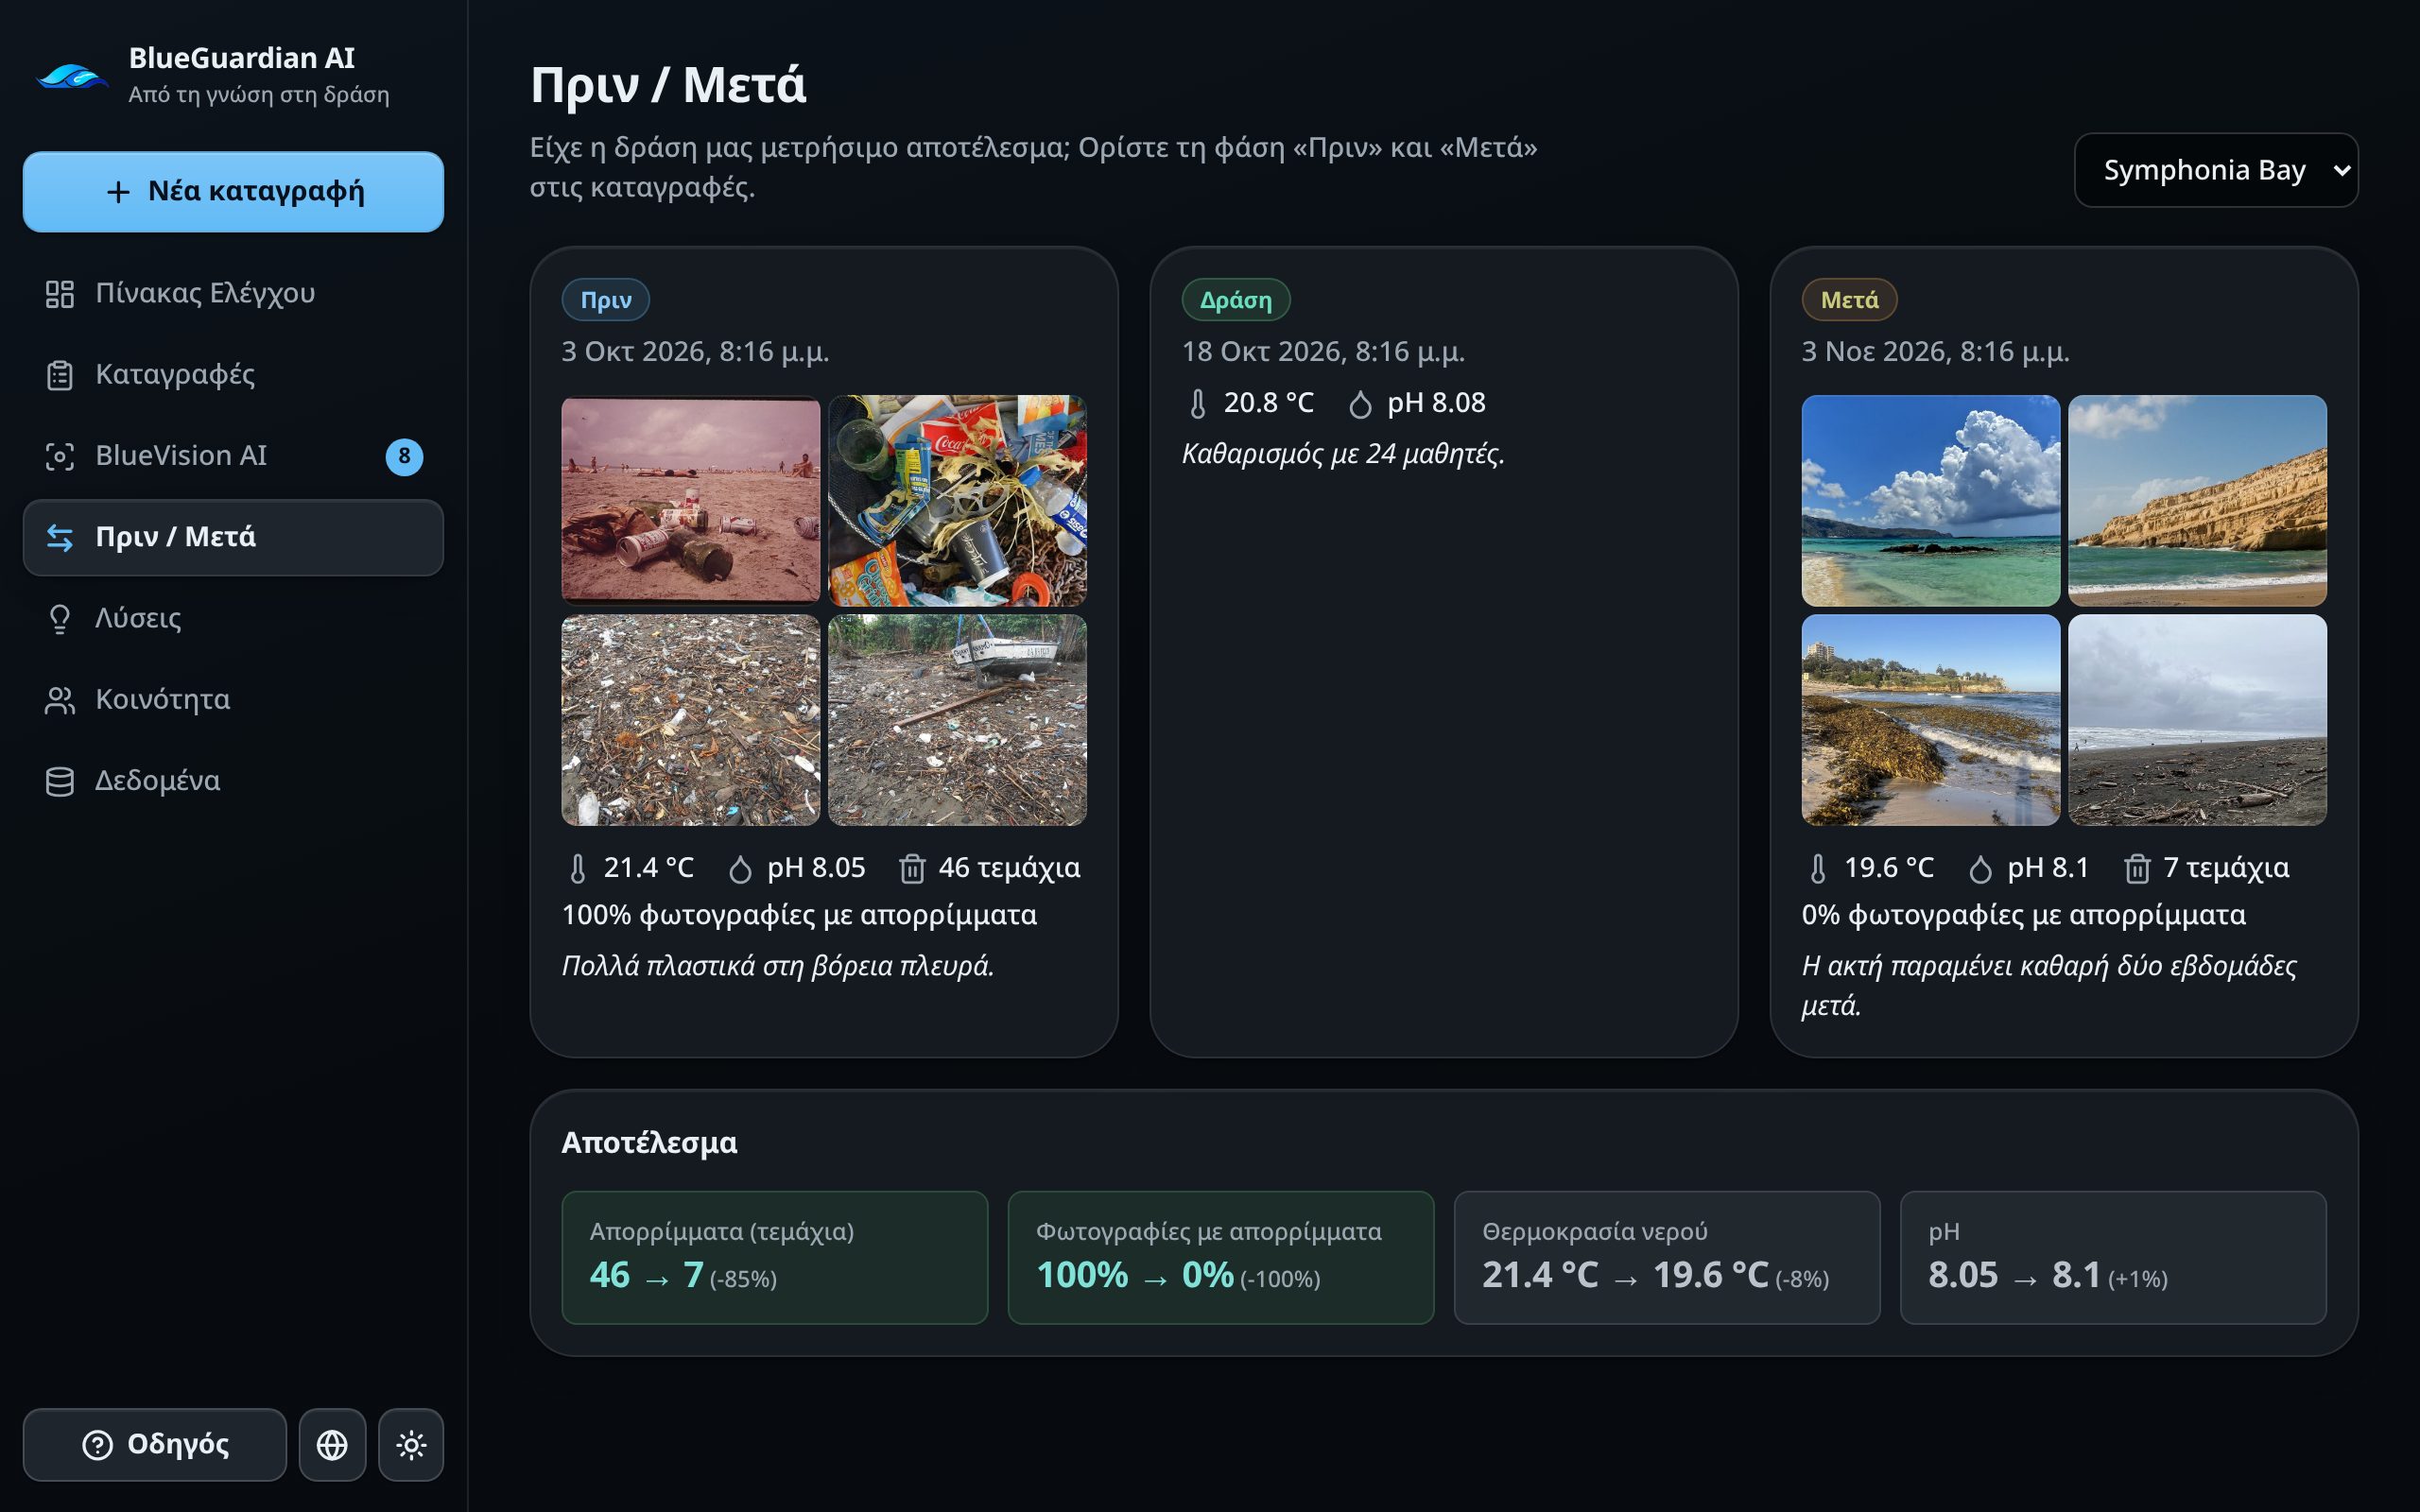 BlueGuardian AI
Από τη γνώση στη δράση
Νέα καταγραφή
Πίνακας Ελέγχου
Καταγραφές
BlueVision AI
8
Πριν / Μετά
Λύσεις
Κοινότητα
Δεδομένα
Οδηγός
Πριν / Μετά
Είχε η δράση μας μετρήσιμο αποτέλεσμα; Ορίστε τη φάση «Πριν» και «Μετά»
στις καταγραφές.
Symphonia Bay
Πριν
3 Οκτ 2026, 8:16 μ.μ.
Coca
21.4 °C
pH 8.05
46 τεμάχια
100% φωτογραφίες με απορρίμματα
Πολλά πλαστικά στη βόρεια πλευρά.
Δράση
18 Οκτ 2026, 8:16 μ.μ.
20.8 °C
pH 8.08
Καθαρισμός με 24 μαθητές.
Μετά
3 Νοε 2026, 8:16 μ.μ.
19.6 °C
pH 8.1
7 τεμάχια
0% φωτογραφίες με απορρίμματα
Η ακτή παραμένει καθαρή δύο εβδομάδες
μετά.
Αποτέλεσμα
Απορρίμματα (τεμάχια)
46 → 7 (-85%)
Φωτογραφίες με απορρίμματα
100% → 0% (-100%)
Θερμοκρασία νερού
21.4 °C → 19.6 °C (-8%)
pH
8.05 → 8.1 (+1%)